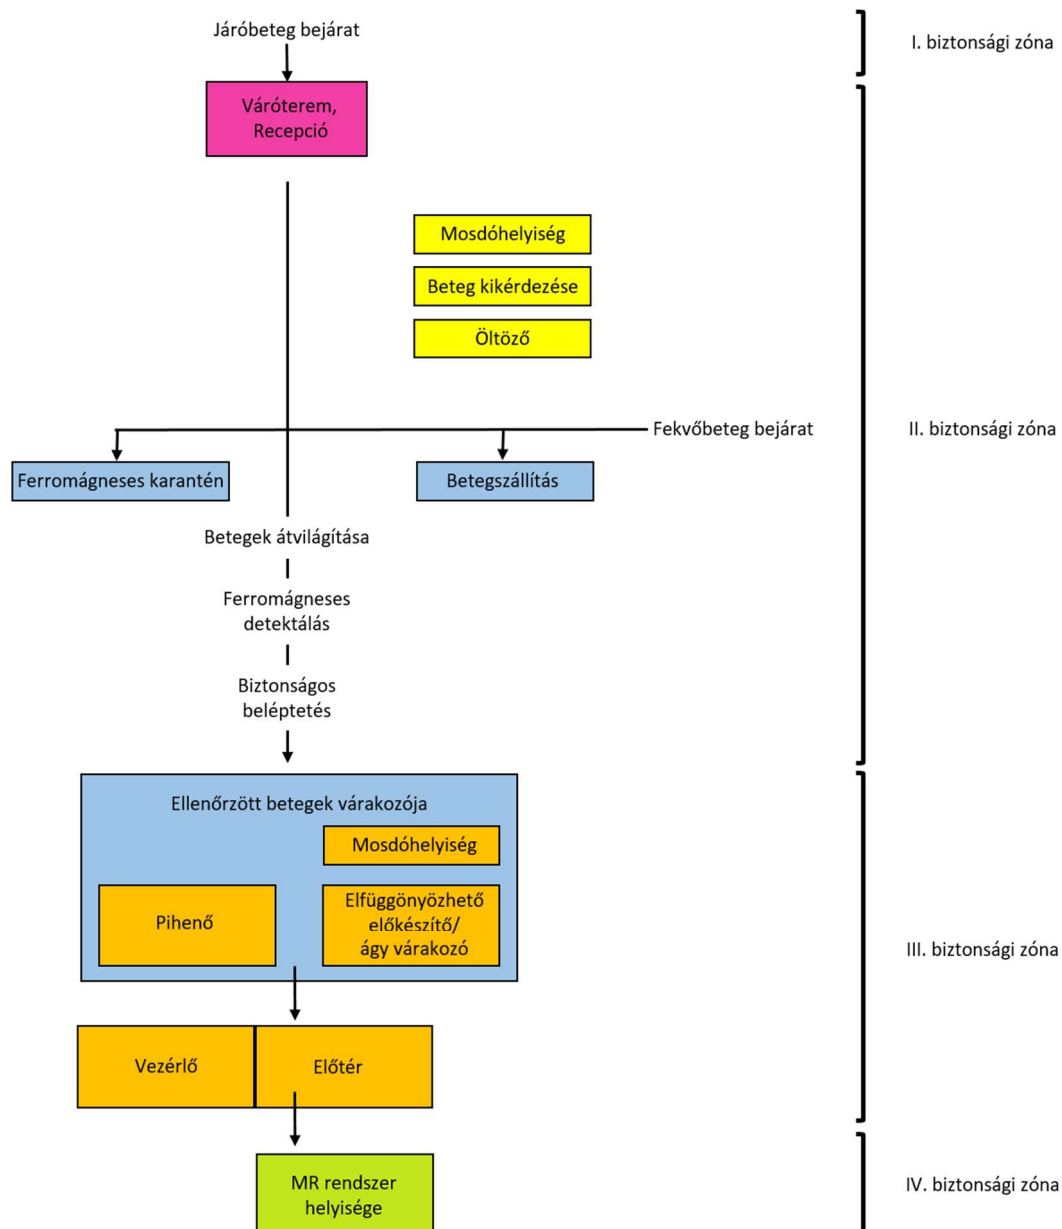 Járóbeteg bejárat
I. biztonsági zóna
Váróterem,
Recepció
Mosdóhelyiség
Beteg kikérdezése
Öltöző
Fekvőbeteg bejárat
II. biztonsági zóna
Ferromágneses karantén
Betegszállítás
Betegek átvilágítása
Ferromágneses
detektálás
Biztonságos
beléptetés
Ellenőrzött betegek várakozója
Mosdóhelyiség
Pihenő
Elfüggönyözhető
előkészítő/
ágy várakozó
III. biztonsági zóna
Vezérlő
Előtér
MR rendszer
helyisége
IV. biztonsági zóna